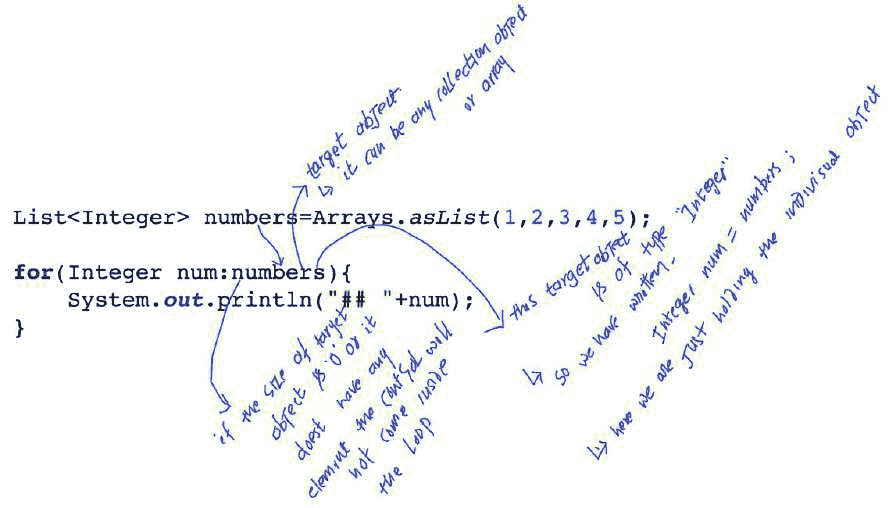 target object
↳ it can be any collection object
or array
List<Integer> numbers=Arrays.asList(1,2,3,4,5);
for(Integer num:numbers){
System.out.println("## "+num);
}
if the size of target
object is '0' or it
doest have any
element the control will
not come inside
the loop
this target object
is of type "Integer"
↳ so we have written.
Integer num = numbers;
↳ here we are just holding the indivisual object